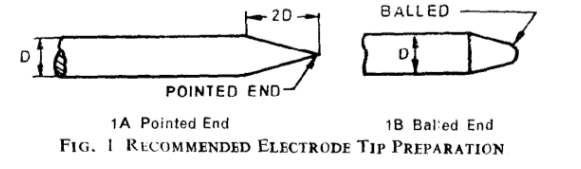 2D
BALLED
D
D
POINTED END
1A Pointed End
1B Balled End
FIG. 1 RECOMMENDED ELECTRODE TIP PREPARATION